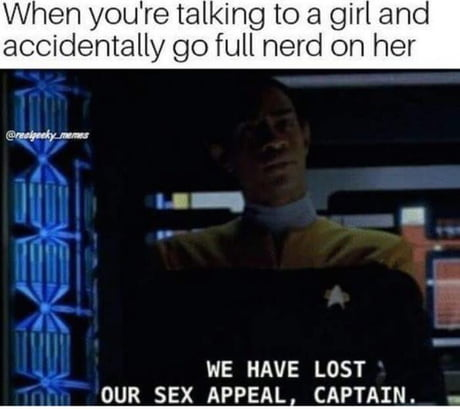 When you're talking to a girl and
accidentally go full nerd on her
@realgeeky_memes
WE HAVE LOST
OUR SEX APPEAL, CAPTAIN.